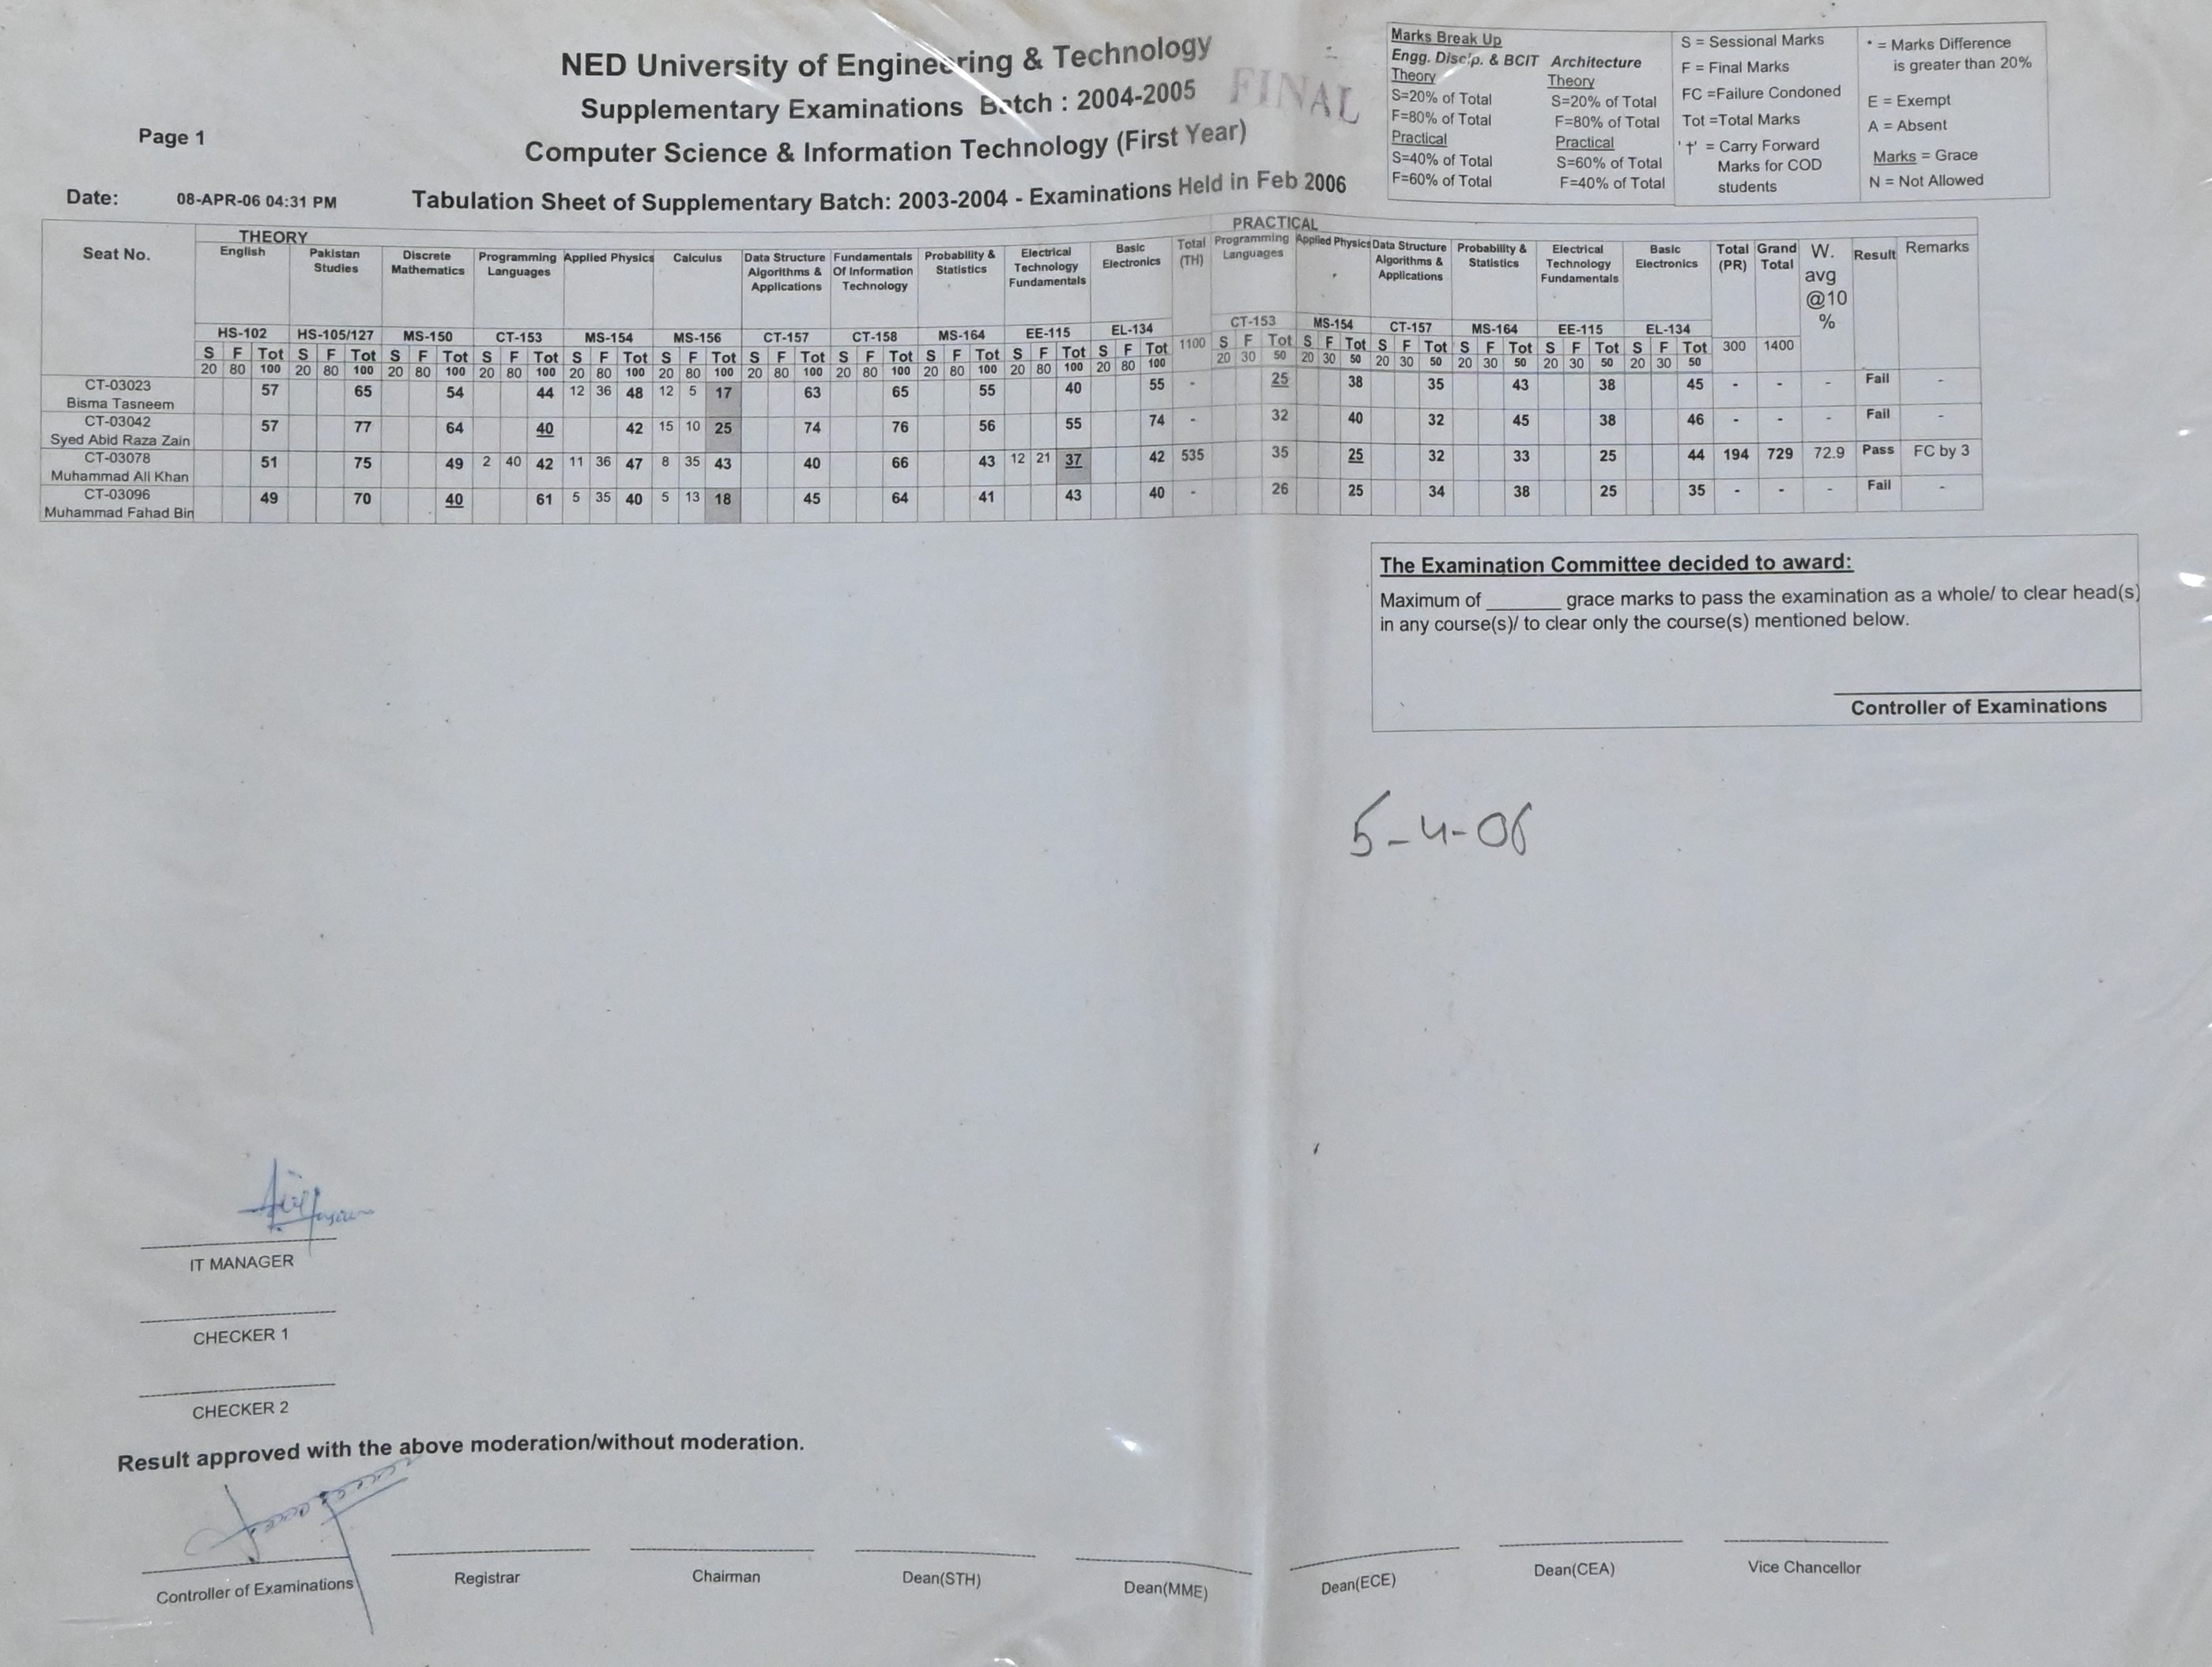 NED University of Engineering & Technology
Supplementary Examinations Batch : 2004-2005
FINAL
Page 1
Computer Science & Information Technology (First Year)
Date: 08-APR-06 04:31 PM
Tabulation Sheet of Supplementary Batch: 2003-2004 - Examinations Held in Feb 2006
Marks Break Up
Engg. Discip. & BCIT Architecture
Theory Theory
S=20% of Total S=20% of Total
F=80% of Total F=80% of Total
Practical Practical
S=40% of Total S=60% of Total
F=60% of Total F=40% of Total
S = Sessional Marks
F = Final Marks
FC =Failure Condoned
Tot =Total Marks
'†' = Carry Forward
Marks for COD
students
* = Marks Difference
is greater than 20%
E = Exempt
A = Absent
Marks = Grace
N = Not Allowed
THEORY PRACTICAL
Seat No. English Pakistan Studies Discrete Mathematics Programming Languages Applied Physics Calculus Data Structure Algorithms & Applications Fundamentals Of Information Technology Probability & Statistics Electrical Technology Fundamentals Basic Electronics Total (TH) Programming Languages Applied Physics Data Structure Algorithms & Applications Probability & Statistics Electrical Technology Fundamentals Basic Electronics Total (PR) Grand Total W. avg @10 % Result Remarks
HS-102 HS-105/127 MS-150 CT-153 MS-154 MS-156 CT-157 CT-158 MS-164 EE-115 EL-134 CT-153 MS-154 CT-157 MS-164 EE-115 EL-134
S F Tot S F Tot S F Tot S F Tot S F Tot S F Tot S F Tot S F Tot S F Tot S F Tot S F Tot 1100 S F Tot S F Tot S F Tot S F Tot S F Tot S F Tot 300 1400
20 80 100 20 80 100 20 80 100 20 80 100 20 80 100 20 80 100 20 80 100 20 80 100 20 80 100 20 80 100 20 80 100 20 30 50 20 30 50 20 30 50 20 30 50 20 30 50 20 30 50
CT-03023 57 65 54 44 12 36 48 12 5 17 63 65 55 40 55 - 25 38 35 43 38 45 - - - Fail -
Bisma Tasneem
CT-03042 57 77 64 40 42 15 10 25 74 76 56 55 74 - 32 40 32 45 38 46 - - - Fail -
Syed Abid Raza Zain
CT-03078 51 75 49 2 40 42 11 36 47 8 35 43 40 66 43 12 21 37 42 535 35 25 32 33 25 44 194 729 72.9 Pass FC by 3
Muhammad Ali Khan
CT-03096 49 70 40 61 5 35 40 5 13 18 45 64 41 43 40 - 26 25 34 38 25 35 - - - Fail -
Muhammad Fahad Bin
The Examination Committee decided to award:
Maximum of _______ grace marks to pass the examination as a whole/ to clear head(s)
in any course(s)/ to clear only the course(s) mentioned below.
Controller of Examinations
5-4-06
IT MANAGER
CHECKER 1
CHECKER 2
Result approved with the above moderation/without moderation.
Controller of Examinations Registrar Chairman Dean(STH) Dean(MME) Dean(ECE) Dean(CEA) Vice Chancellor